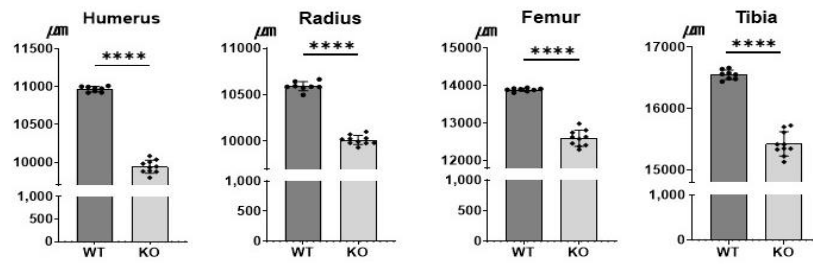 Humerus
μm
11500
11000
10500
10000
1,000
500
0
****
WT
KO
Radius
μm
11000
10500
10000
1,000
500
0
****
WT
KO
Femur
μm
14000
13000
12000
1,000
500
0
****
WT
KO
Tibia
μm
17000
16000
15000
1,000
500
0
****
WT
KO